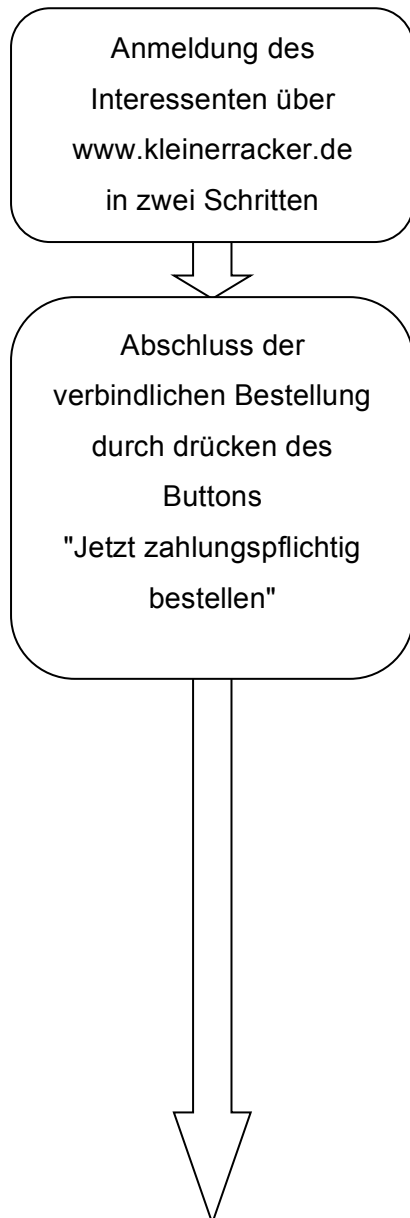 Anmeldung des
Interessenten über
www.kleinerracker.de
in zwei Schritten
Abschluss der
verbindlichen Bestellung
durch drücken des
Buttons
"Jetzt zahlungspflichtig
bestellen"